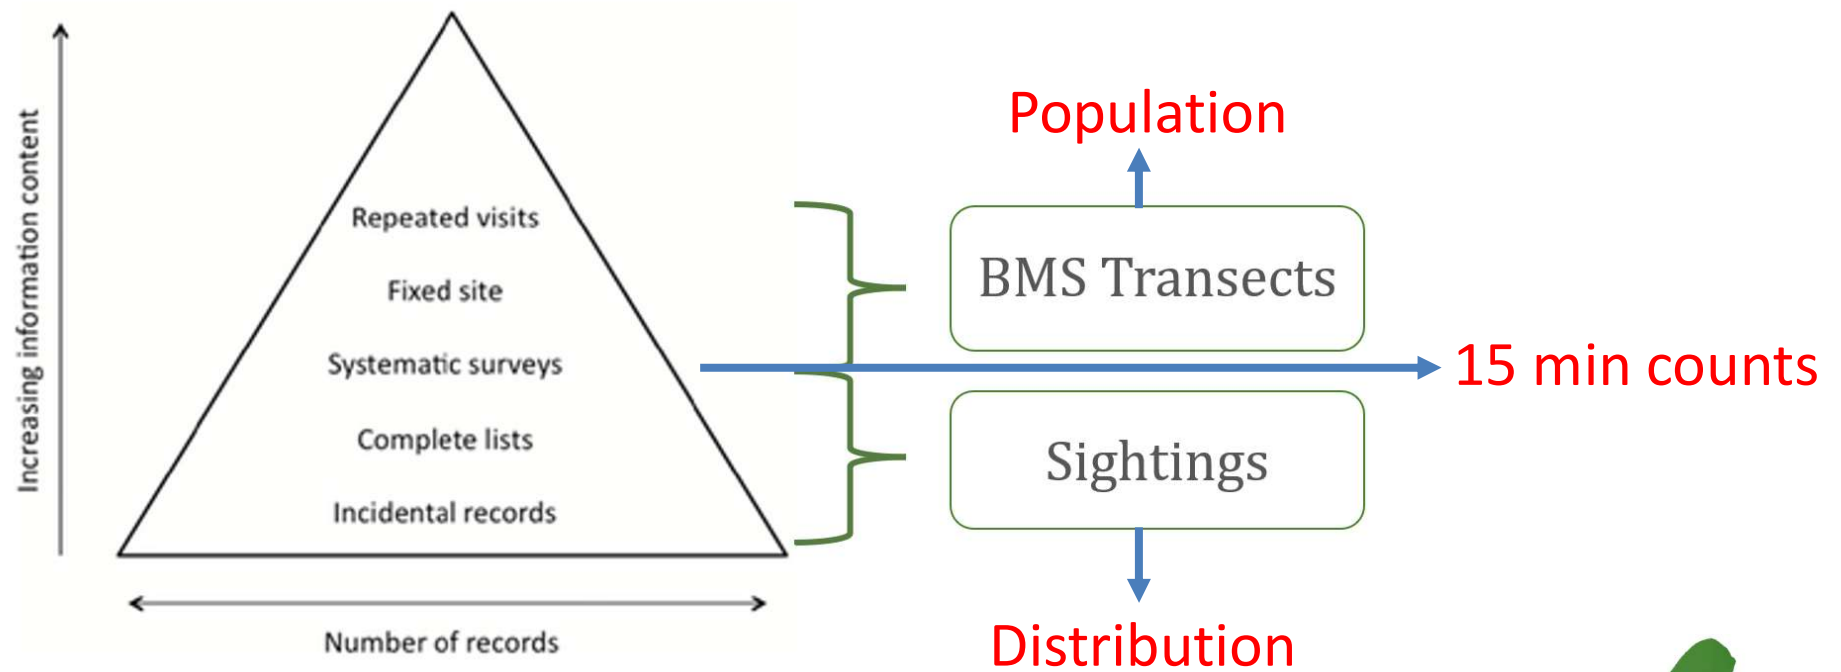 Increasing information content
Repeated visits
Fixed site
Systematic surveys
Complete lists
Incidental records
Number of records
Population
BMS Transects
15 min counts
Sightings
Distribution